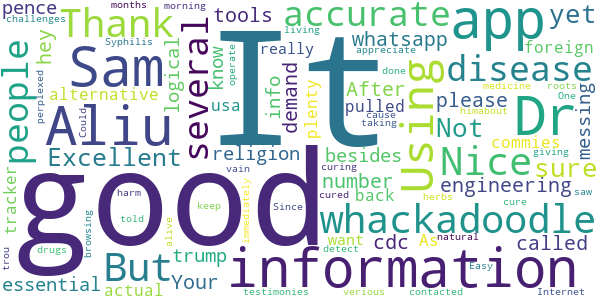 pence Thank accurate app yet
challenges months morning tools whatsapp foreign
Syphilis hey living appreciate
people Sam several logical know really operate done medicine roots
perplexed Could alternative usa info demand After pulled cause taking One himabout
Aliu It plenty using disease Dr
Not please commies messing
Excellent religion besides Nice sure
tracker vain harm cured curing number back engineering giving saw
good information whackadoodle
told Since keep want cdc As natural herbs cure
But Your trump called
trou drugs browsing alive immediately detect Easy
essential actual testimonies verious contacted Internet